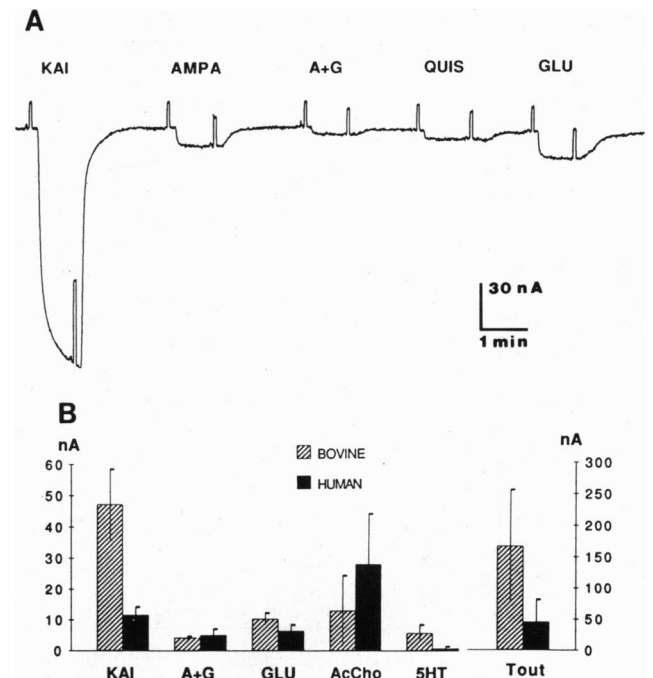 A
KAI AMPA A+G QUIS GLU
30 nA
1 min
B
nA nA
BOVINE
HUMAN
60
50
40
30
20
10
0
300
250
200
150
100
50
0
KAI A+G GLU AcCho 5HT Tout